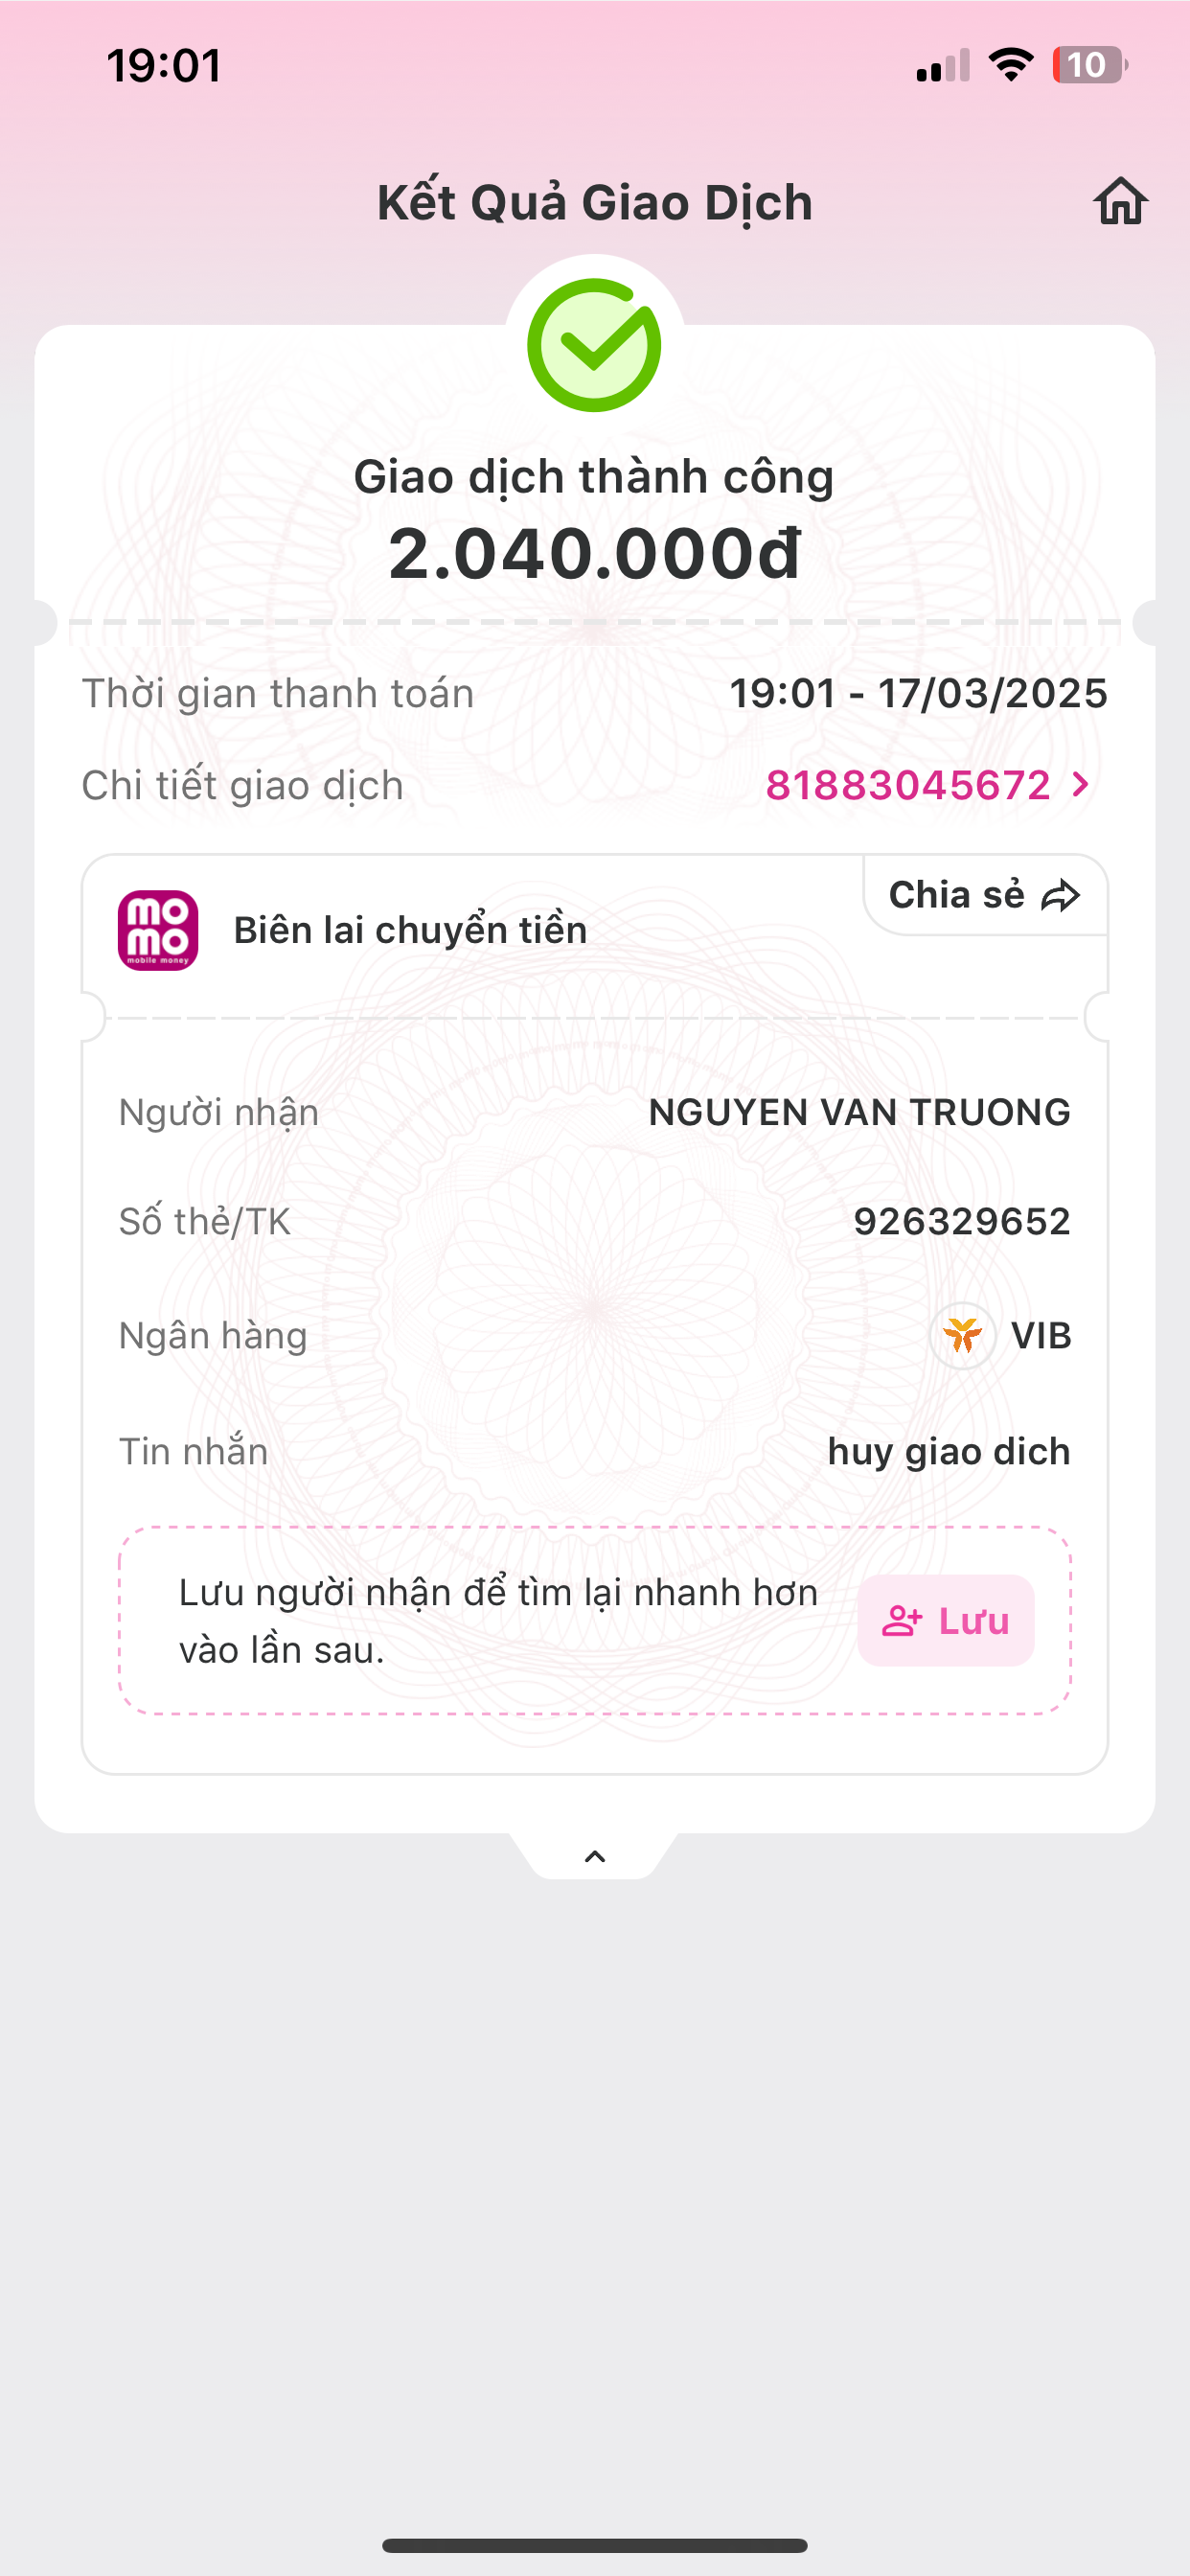 19:01
10
Kết Quả Giao Dịch
Giao dịch thành công
2.040.000đ
Thời gian thanh toán 19:01 - 17/03/2025
Chi tiết giao dịch 81883045672
Chia sẻ
mo
mo
mobile money
Biên lai chuyển tiền
Người nhận NGUYEN VAN TRUONG
Số thẻ/TK 926329652
Ngân hàng VIB
Tin nhắn huy giao dich
Lưu người nhận để tìm lại nhanh hơn
vào lần sau.
Lưu